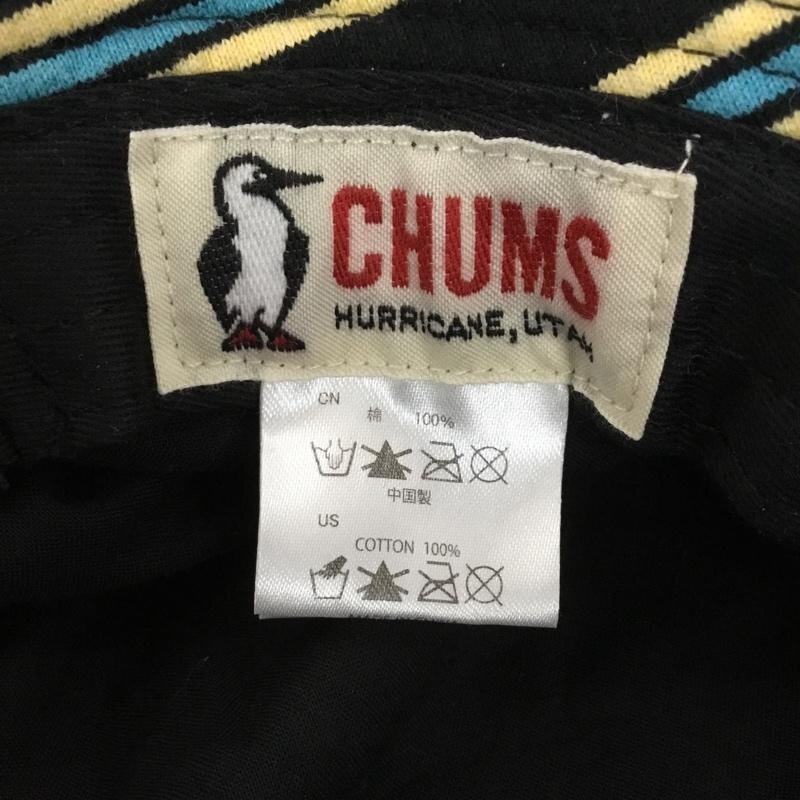 CHUMS
HURRICANE, UTAH
CN
棉 100%
中国製
US
COTTON 100%